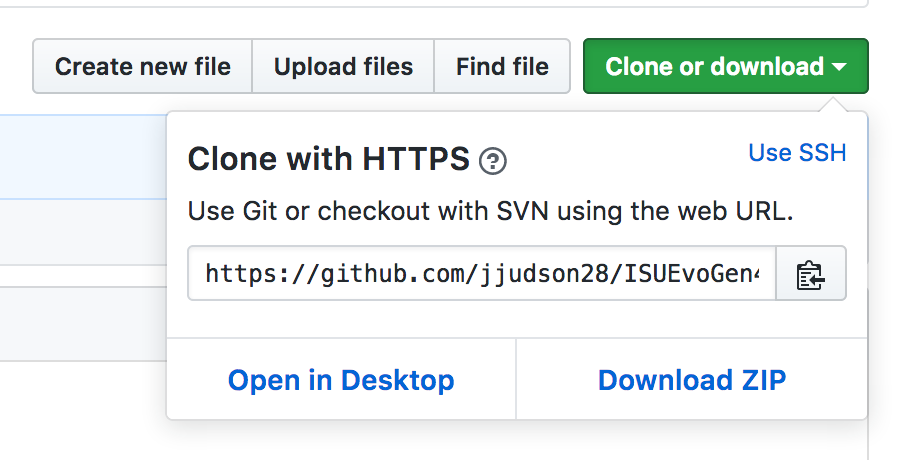 Create new file Upload files Find file Clone or download
Clone with HTTPS ? Use SSH
Use Git or checkout with SVN using the web URL.
https://github.com/jjudson28/ISUEvoGen
Open in Desktop Download ZIP